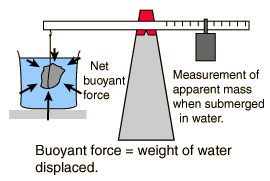 Net
buoyant
force
Measurement of
apparent mass
when submerged
in water.
Buoyant force = weight of water
displaced.